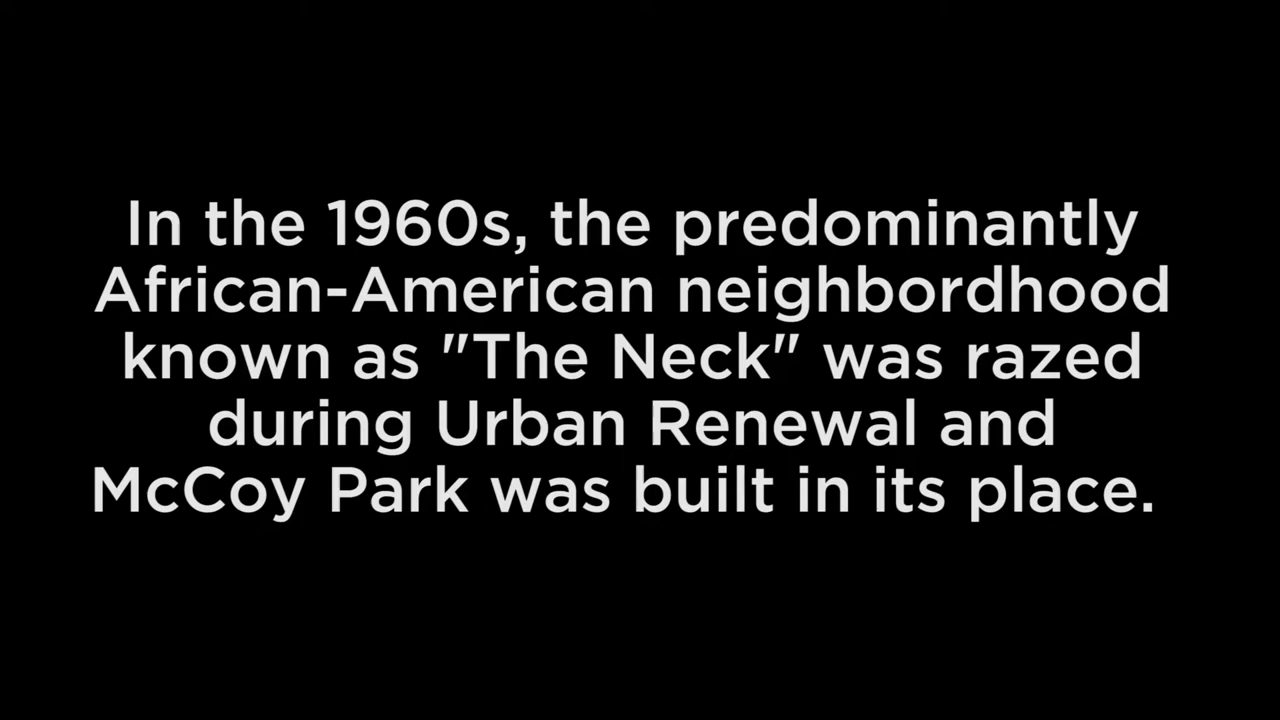 In the 1960s, the predominantly
African-American neighbordhood
known as "The Neck" was razed
during Urban Renewal and
McCoy Park was built in its place.